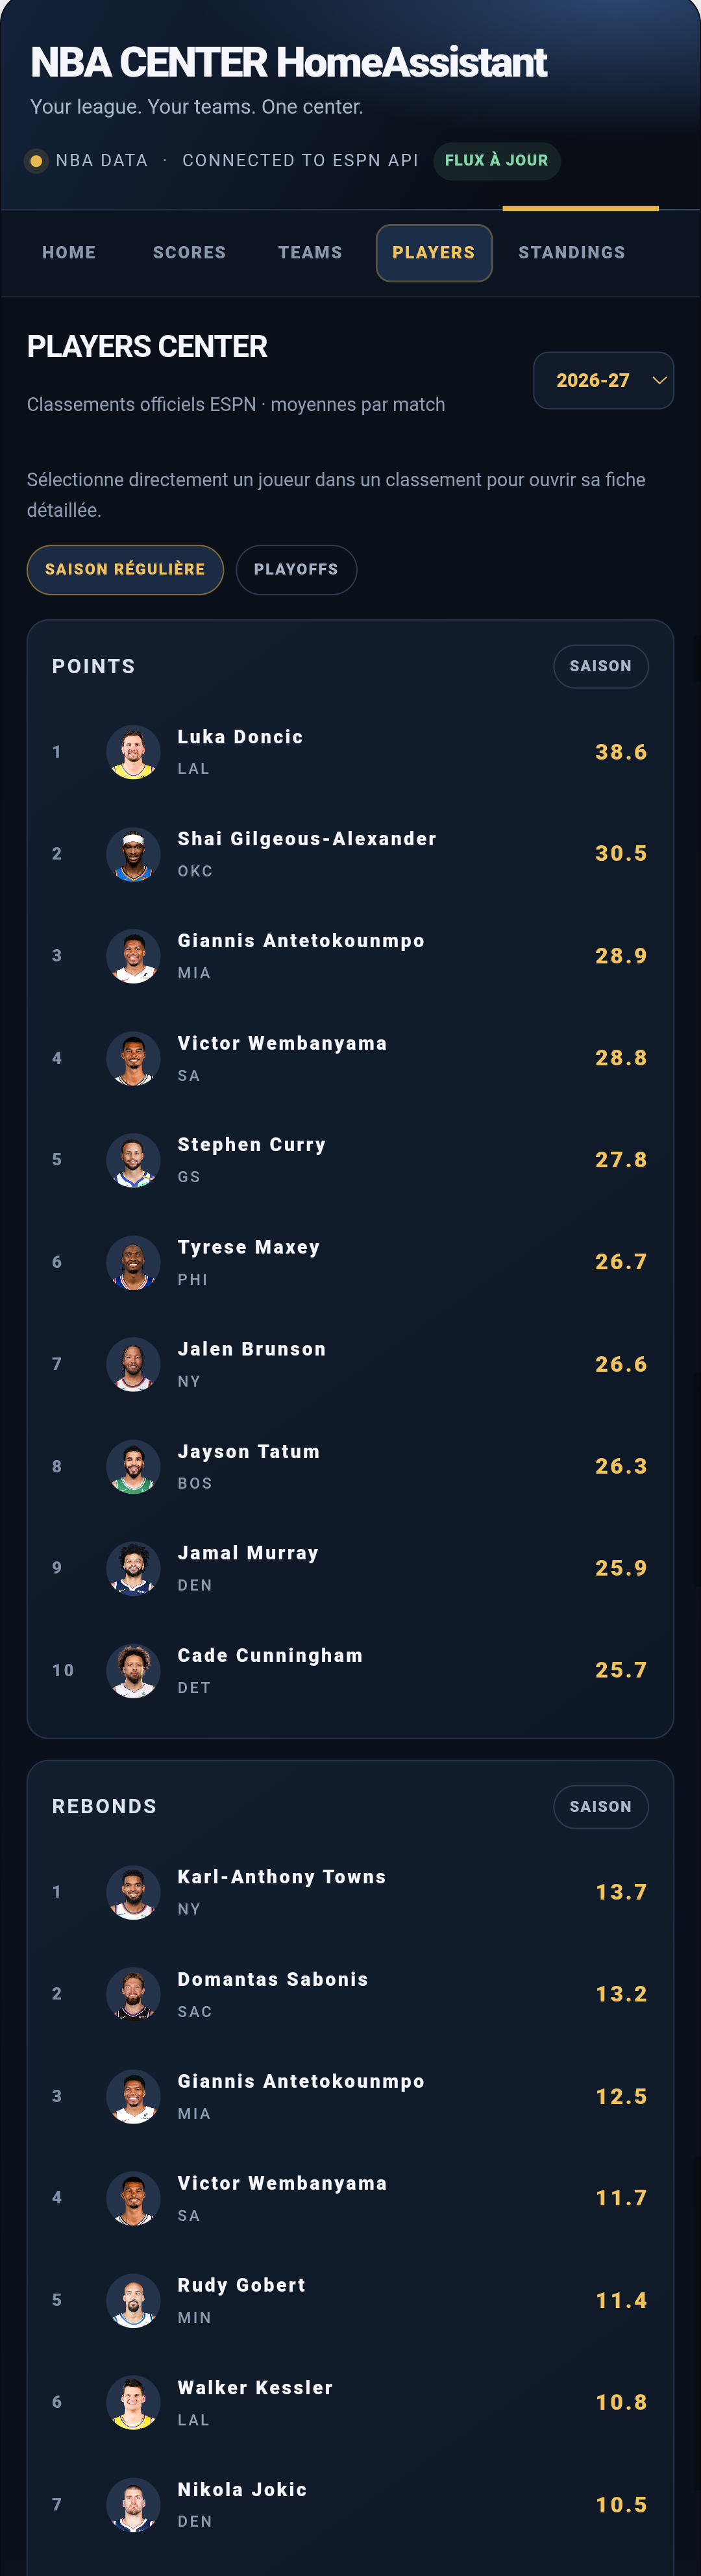 NBA CENTER HomeAssistant
Your league. Your teams. One center.
NBA DATA · CONNECTED TO ESPN API FLUX À JOUR
HOME SCORES TEAMS PLAYERS STANDINGS
PLAYERS CENTER
2026-27
Classements officiels ESPN · moyennes par match
Sélectionne directement un joueur dans un classement pour ouvrir sa fiche
détaillée.
SAISON RÉGULIÈRE PLAYOFFS
POINTS SAISON
1 Luka Doncic 38.6
LAL
2 Shai Gilgeous-Alexander 30.5
OKC
3 Giannis Antetokounmpo 28.9
MIA
4 Victor Wembanyama 28.8
SA
5 Stephen Curry 27.8
GS
6 Tyrese Maxey 26.7
PHI
7 Jalen Brunson 26.6
NY
8 Jayson Tatum 26.3
BOS
9 Jamal Murray 25.9
DEN
10 Cade Cunningham 25.7
DET
REBONDS SAISON
1 Karl-Anthony Towns 13.7
NY
2 Domantas Sabonis 13.2
SAC
3 Giannis Antetokounmpo 12.5
MIA
4 Victor Wembanyama 11.7
SA
5 Rudy Gobert 11.4
MIN
6 Walker Kessler 10.8
LAL
7 Nikola Jokic 10.5
DEN